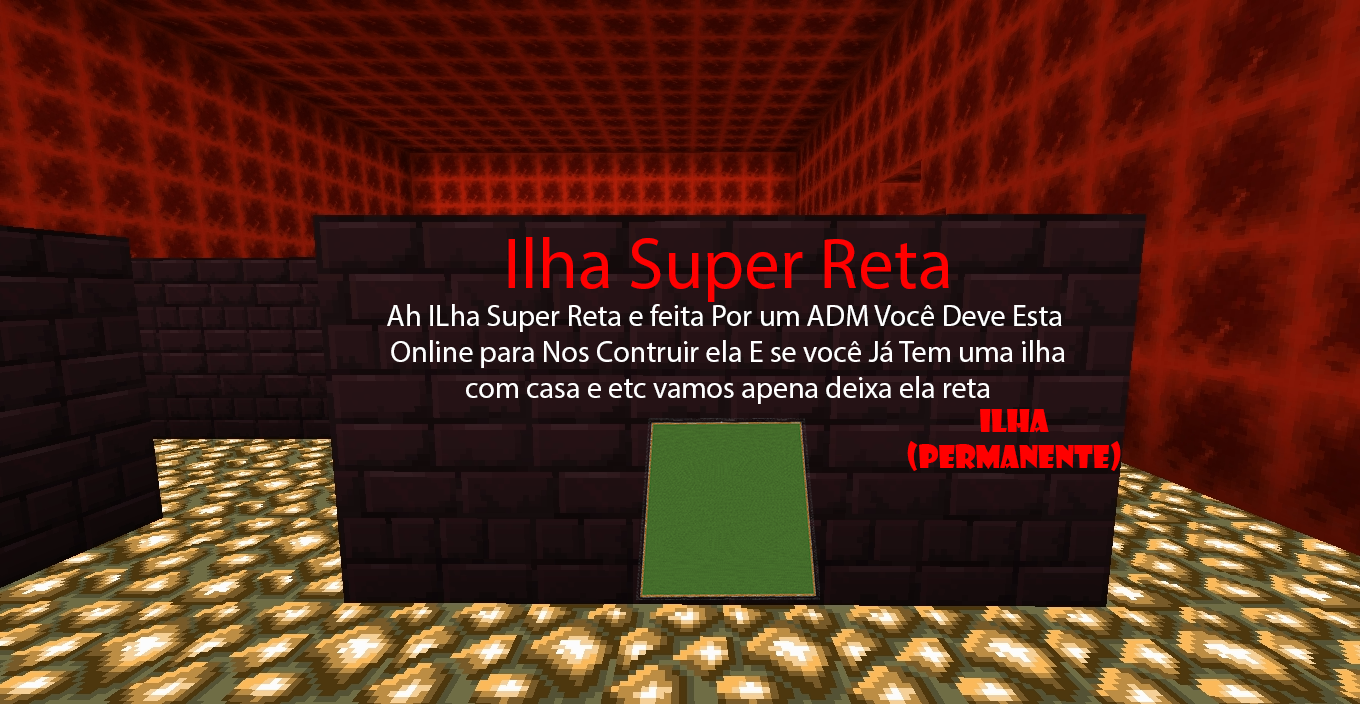 Ilha Super Reta
Ah ILha Super Reta e feita Por um ADM Você Deve Esta
Online para Nos Contruir ela E se você Já Tem uma ilha
com casa e etc vamos apena deixa ela reta
ILHA
(PERMANENTE)